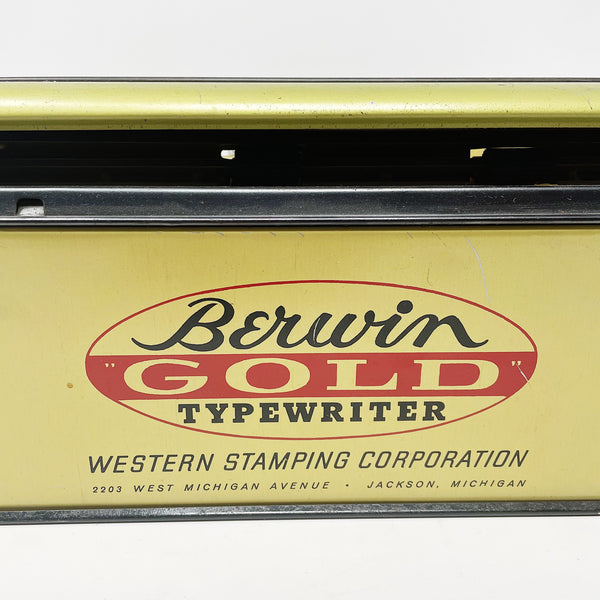 Berwin
"GOLD"
TYPEWRITER
WESTERN STAMPING CORPORATION
2203 WEST MICHIGAN AVENUE • JACKSON, MICHIGAN